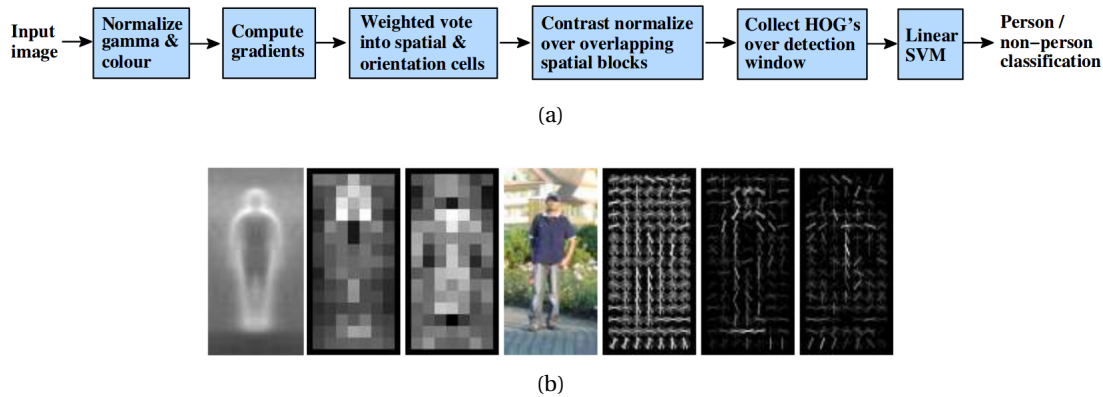 Input
image
Normalize
gamma &
colour
Compute
gradients
Weighted vote
into spatial &
orientation cells
Contrast normalize
over overlapping
spatial blocks
Collect HOG's
over detection
window
Linear
SVM
Person /
non−person
classification
(a)
(b)